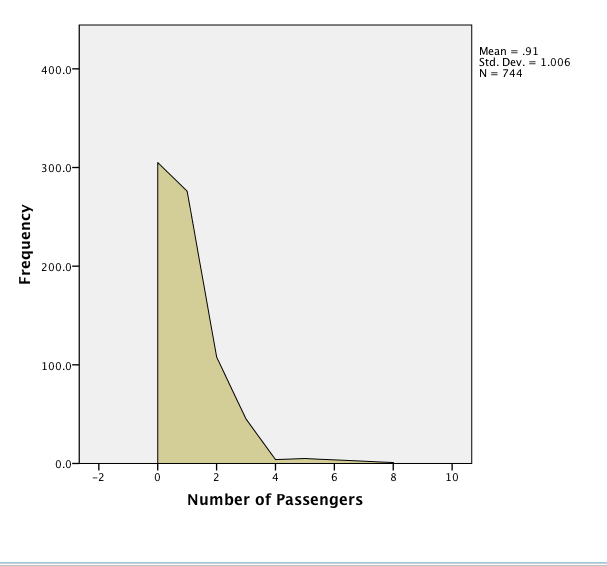 Mean = .91
Std. Dev. = 1.006
N = 744
400.0
300.0
200.0
100.0
0.0
Frequency
-2 0 2 4 6 8 10
Number of Passengers